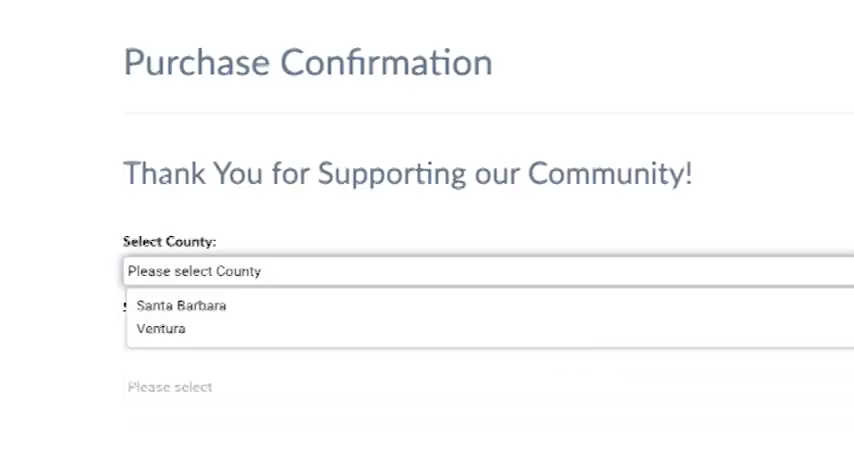 Purchase Confirmation
Thank You for Supporting our Community!
Select County:
Please select County
Santa Barbara
Ventura
Please select